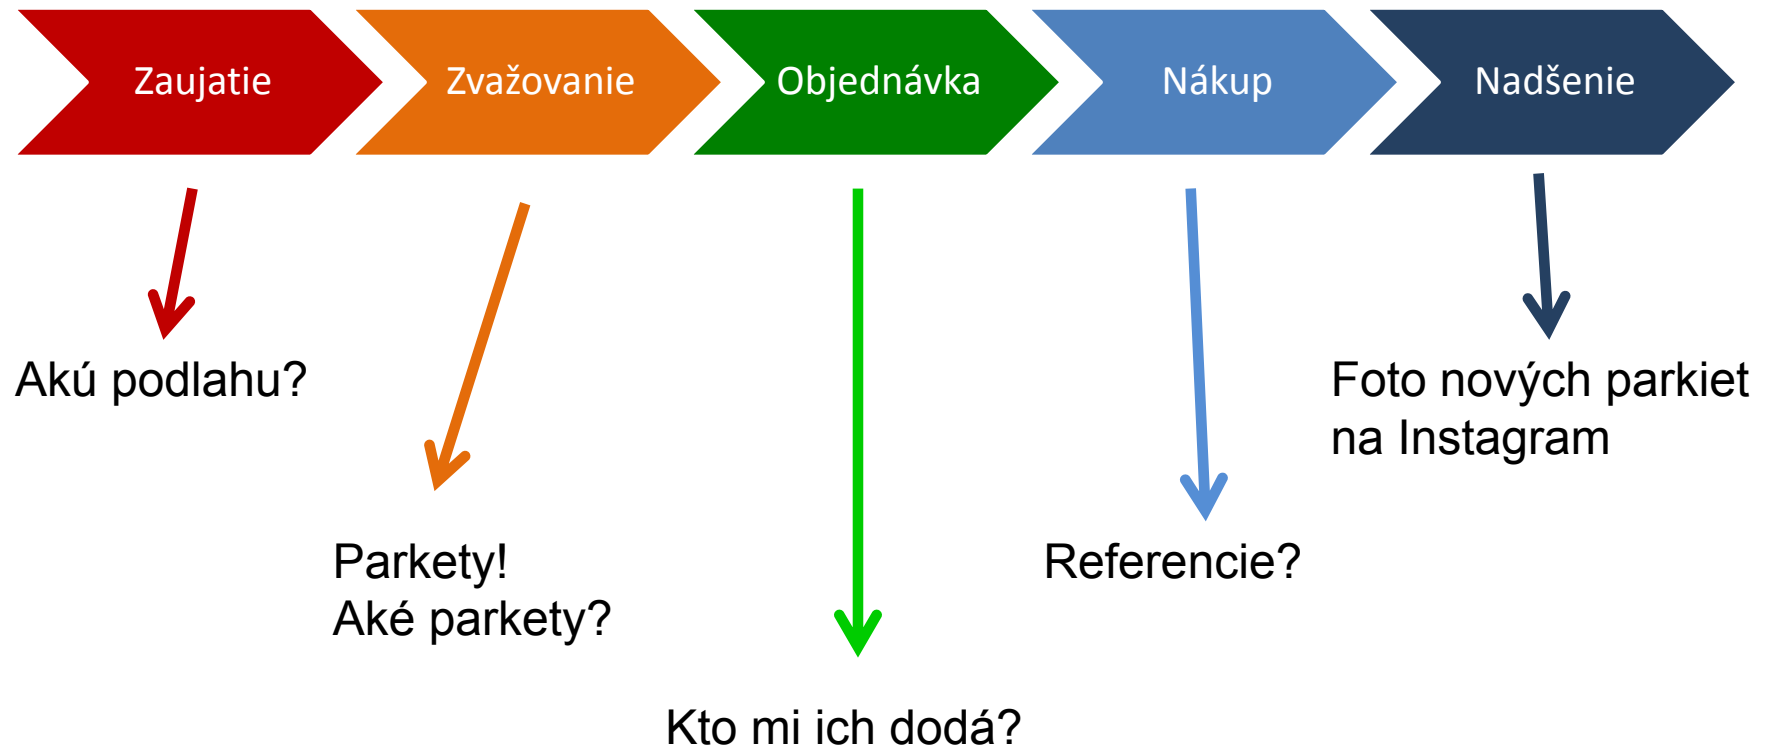 Zaujatie
Zvažovanie
Objednávka
Nákup
Nadšenie
Akú podlahu?
Parkety!
Aké parkety?
Kto mi ich dodá?
Referencie?
Foto nových parkiet
na Instagram